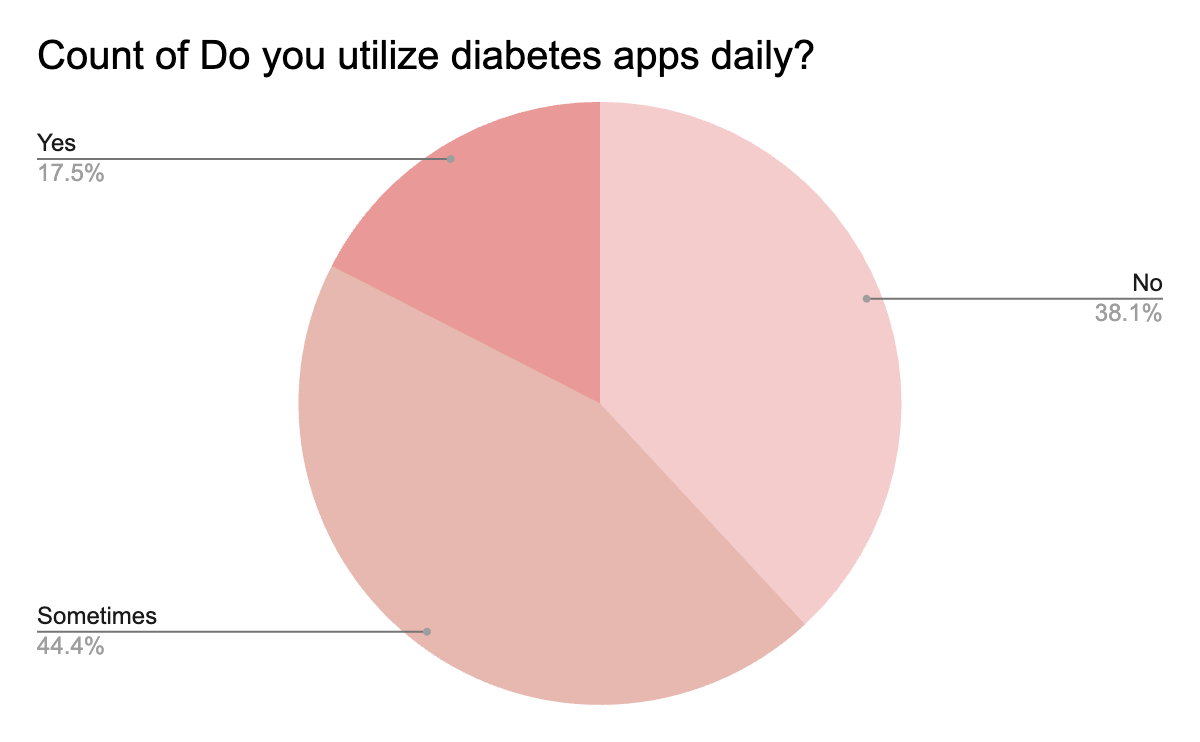 Count of Do you utilize diabetes apps daily?
Yes
17.5%
No
38.1%
Sometimes
44.4%